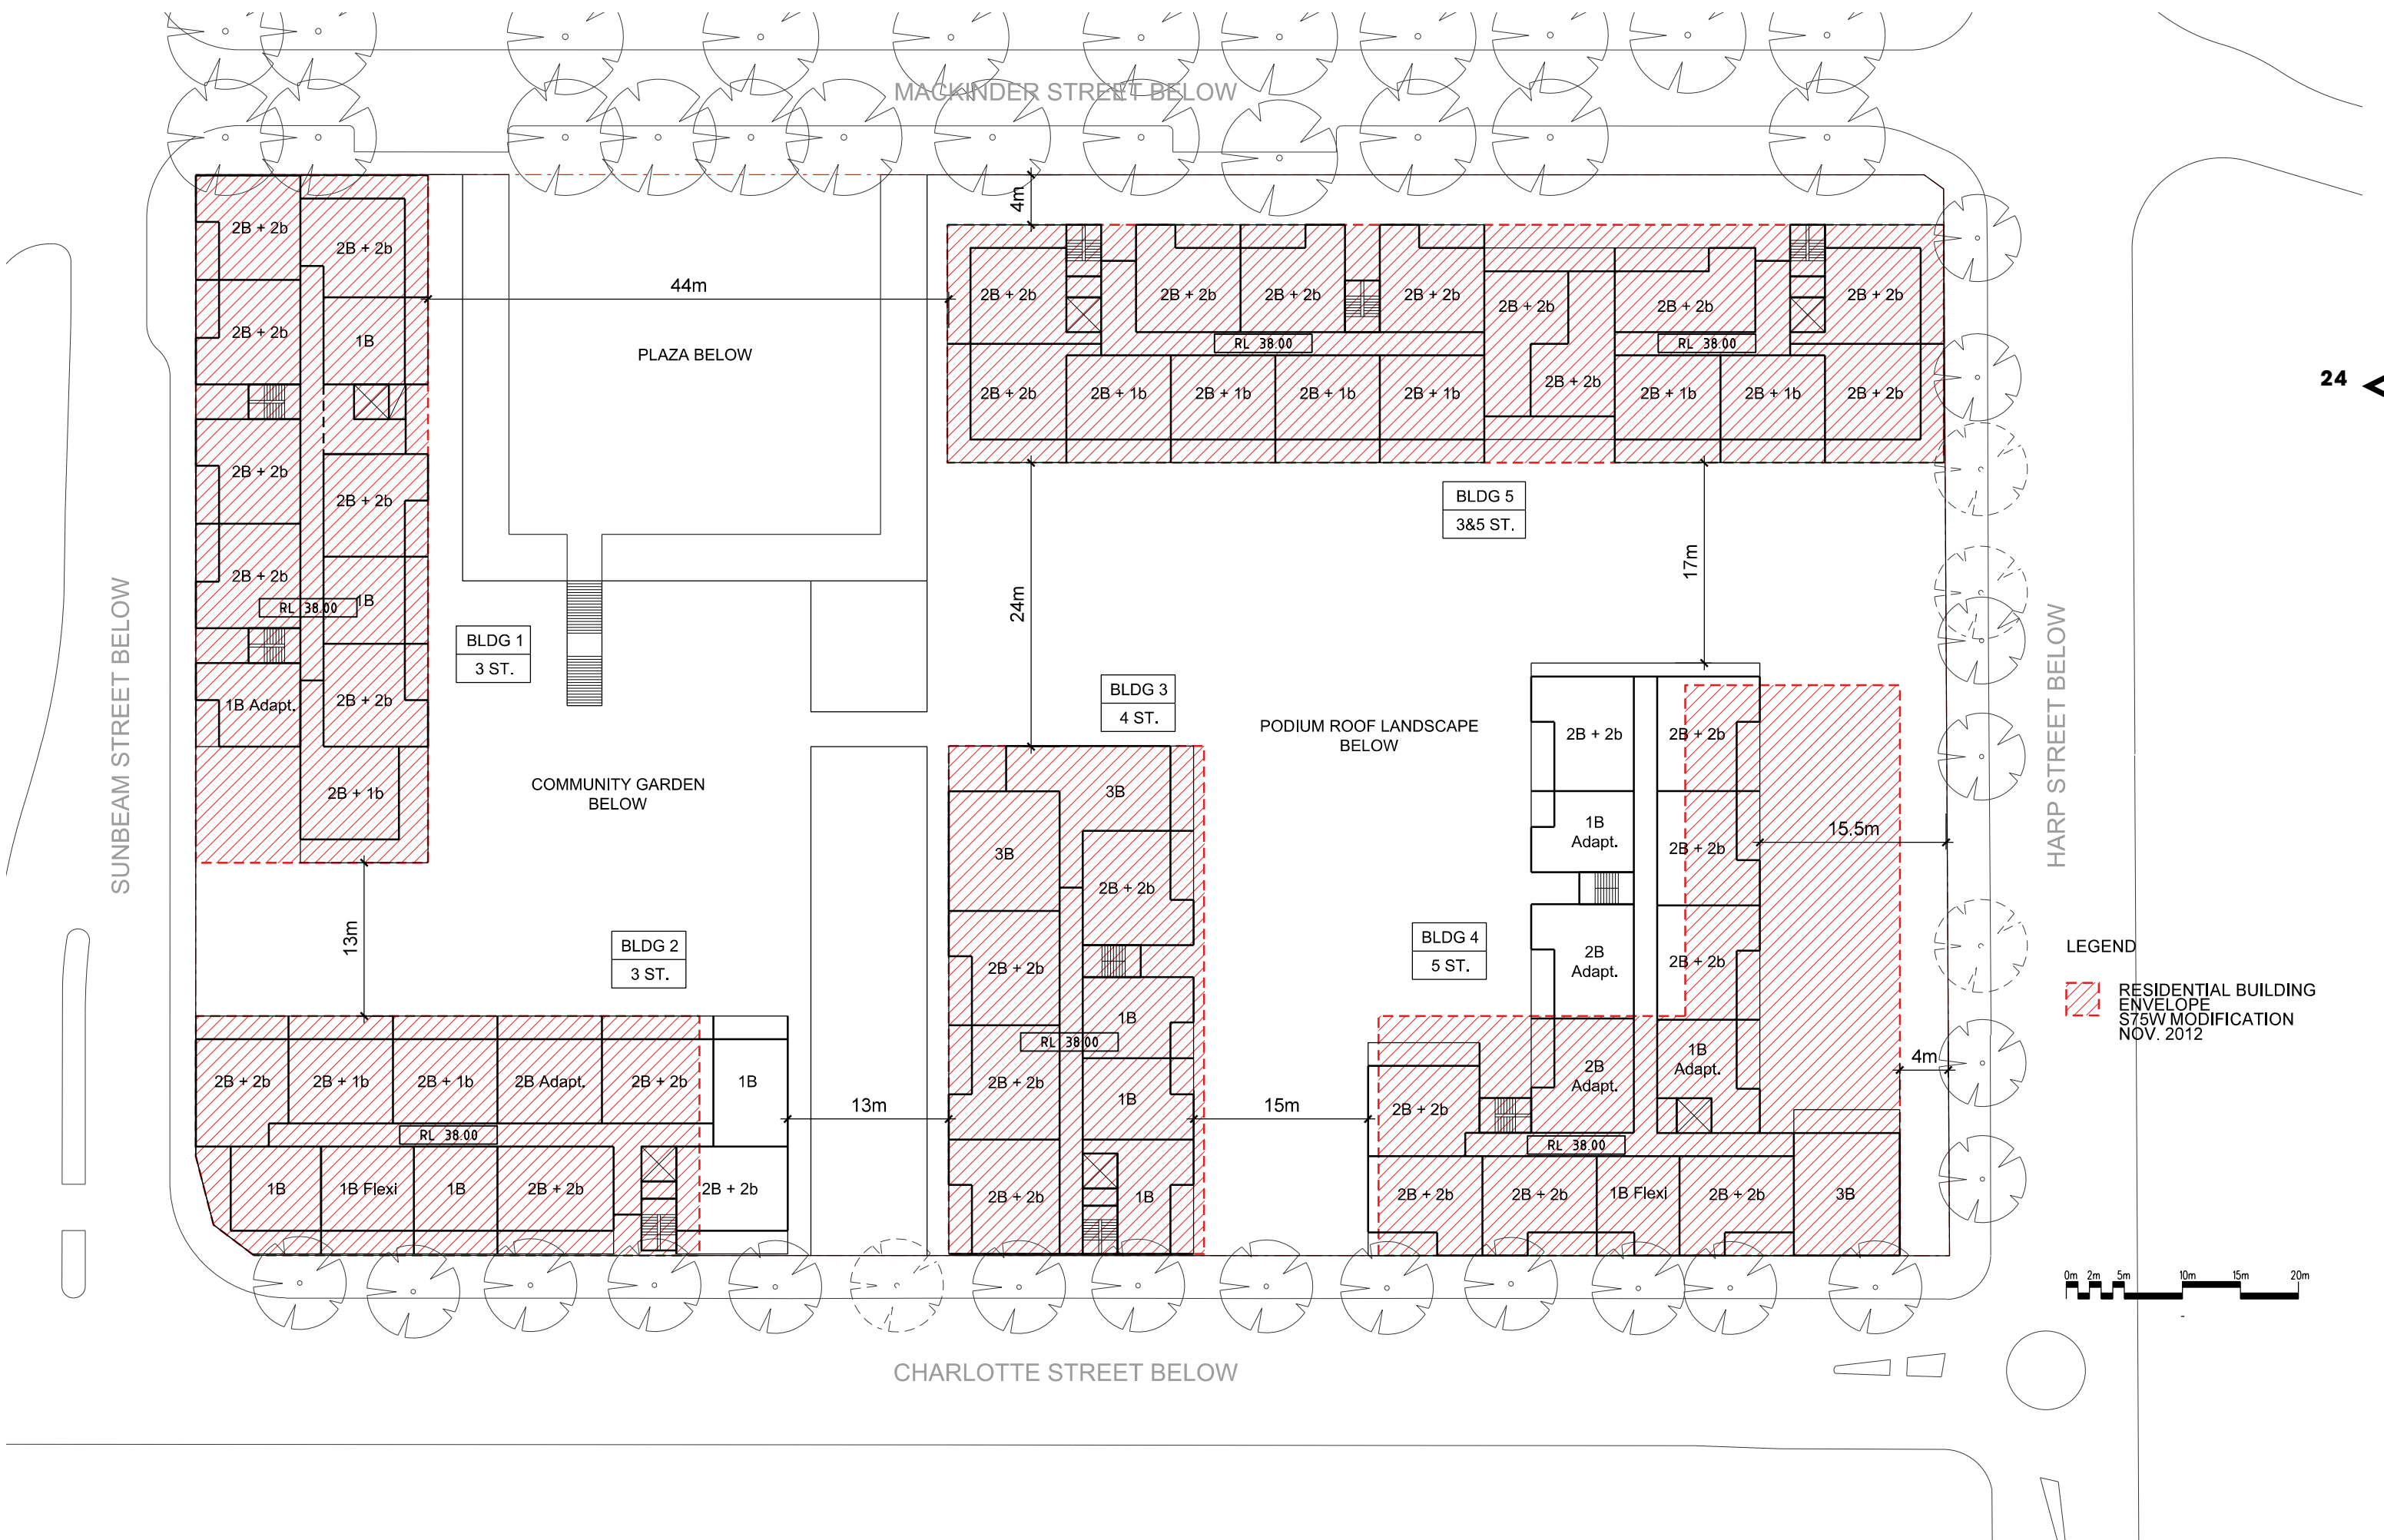 MACKINDER STREET BELOW
2B + 2b
2B + 2b
2B + 2b
1B
2B + 2b
2B + 2b
2B + 2b
1B
RL 38.00
2B + 2b
1B Adapt.
2B + 2b
2B + 1b
44m
PLAZA BELOW
4m
2B + 2b
2B + 2b
2B + 2b
2B + 2b
2B + 2b
2B + 2b
2B + 2b
RL 38.00
RL 38.00
2B + 2b
2B + 1b
2B + 1b
2B + 1b
2B + 1b
2B + 2b
2B + 1b
2B + 1b
2B + 2b
24
BLDG 5
3&5 ST.
24m
17m
SUNBEAM STREET BELOW
HARP STREET BELOW
BLDG 1
3 ST.
BLDG 3
4 ST.
PODIUM ROOF LANDSCAPE
BELOW
COMMUNITY GARDEN
BELOW
13m
BLDG 2
3 ST.
3B
3B
2B + 2b
2B + 2b
1B
RL 38.00
2B + 2b
1B
2B + 2b
1B
BLDG 4
5 ST.
2B + 2b
2B + 2b
1B
Adapt.
2B + 2b
15.5m
2B
Adapt.
2B + 2b
2B
Adapt.
1B
Adapt.
4m
LEGEND
RESIDENTIAL BUILDING
ENVELOPE
S75W MODIFICATION
NOV. 2012
2B + 2b
2B + 1b
2B + 1b
2B Adapt.
2B + 2b
1B
13m
15m
2B + 2b
RL 38.00
RL 38.00
1B
1B Flexi
1B
2B + 2b
2B + 2b
2B + 2b
2B + 2b
1B Flexi
2B + 2b
3B
0m 2m 5m 10m 15m 20m
CHARLOTTE STREET BELOW